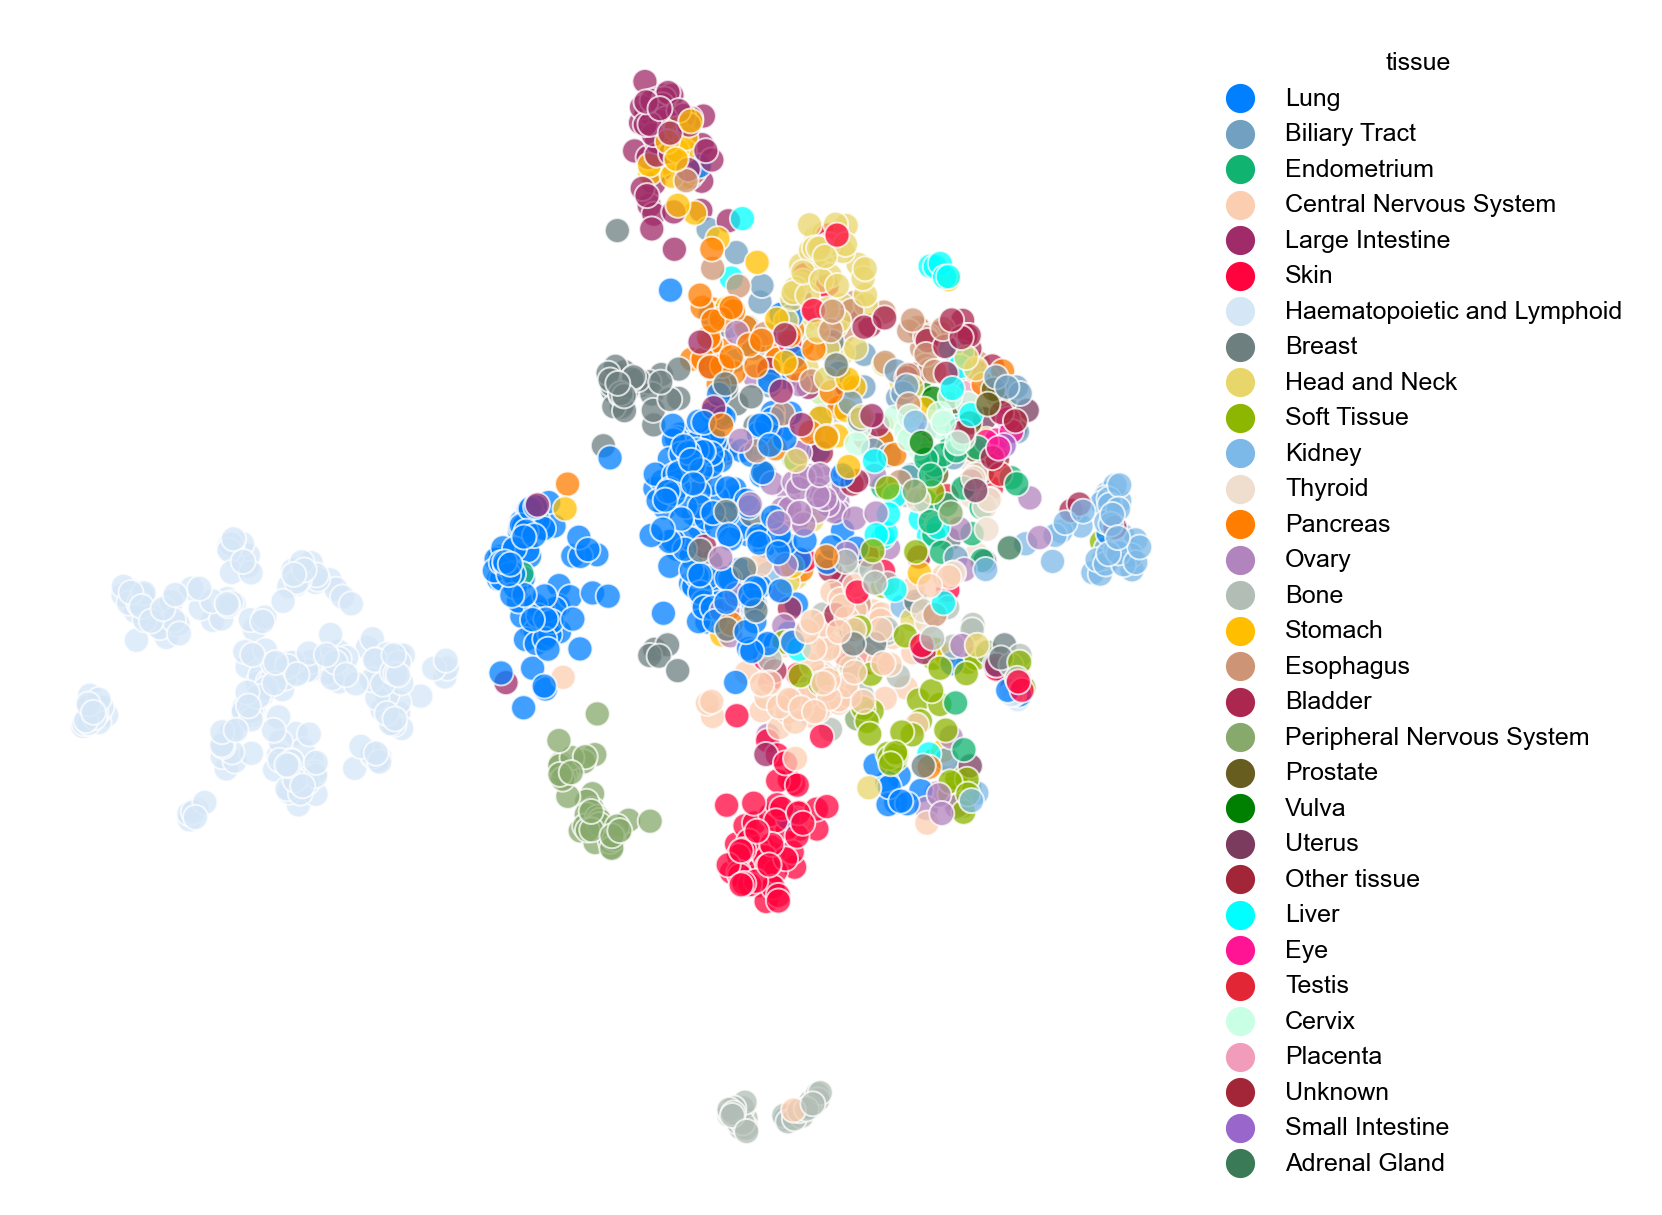 tissue
Lung
Biliary Tract
Endometrium
Central Nervous System
Large Intestine
Skin
Haematopoietic and Lymphoid
Breast
Head and Neck
Soft Tissue
Kidney
Thyroid
Pancreas
Ovary
Bone
Stomach
Esophagus
Bladder
Peripheral Nervous System
Prostate
Vulva
Uterus
Other tissue
Liver
Eye
Testis
Cervix
Placenta
Unknown
Small Intestine
Adrenal Gland